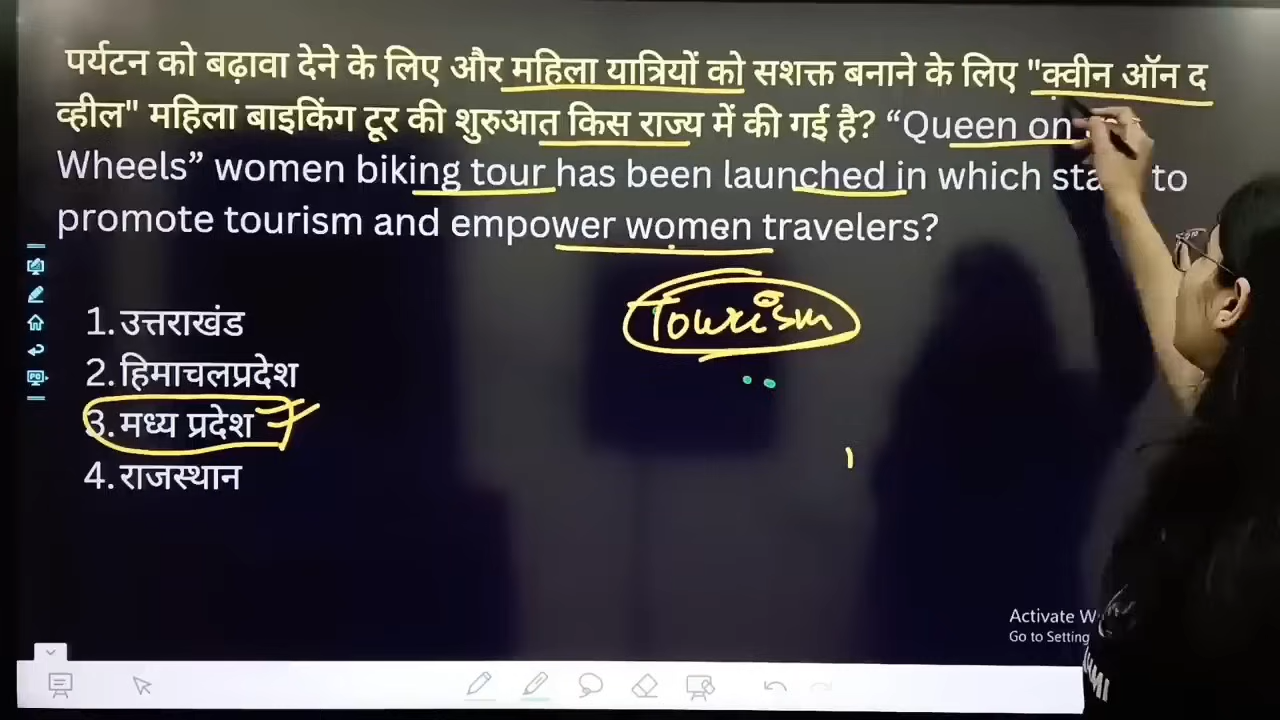 पर्यटन को बढ़ावा देने के लिए और महिला यात्रियों को सशक्त बनाने के लिए "क्वीन ऑन द
व्हील" महिला बाइकिंग टूर की शुरुआत किस राज्य में की गई है? “Queen on
Wheels” women biking tour has been launched in which sta to
promote tourism and empower women travelers?
Tourism
1. उत्तराखंड
2. हिमाचलप्रदेश
3. मध्य प्रदेश
4. राजस्थान
Activate W
Go to Setting